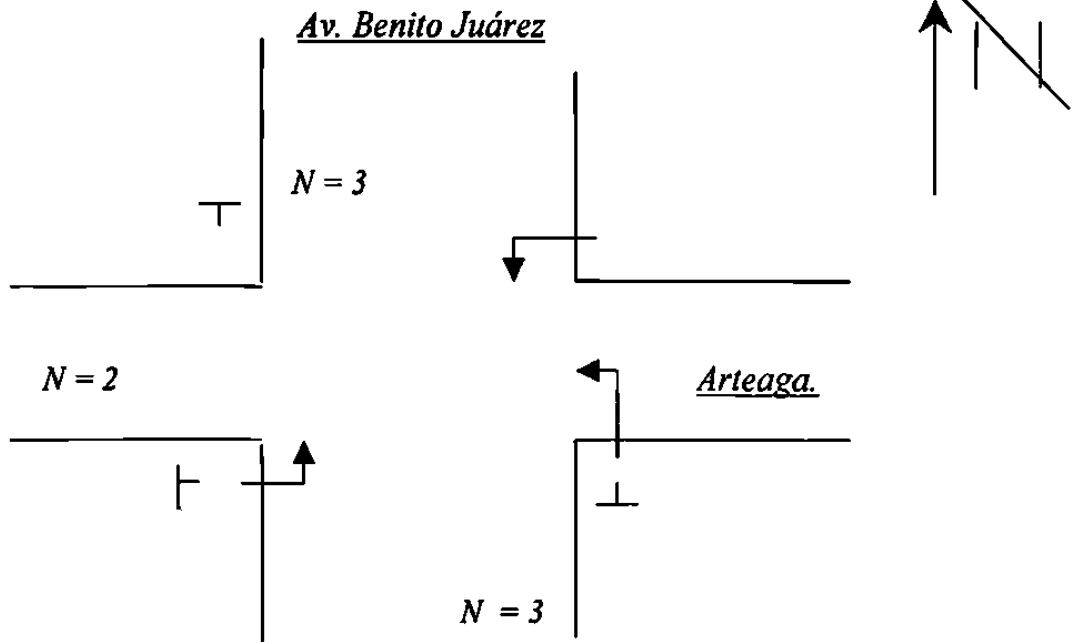 Av. Benito Juárez
N
N = 3
N = 2
Arteaga.
N = 3